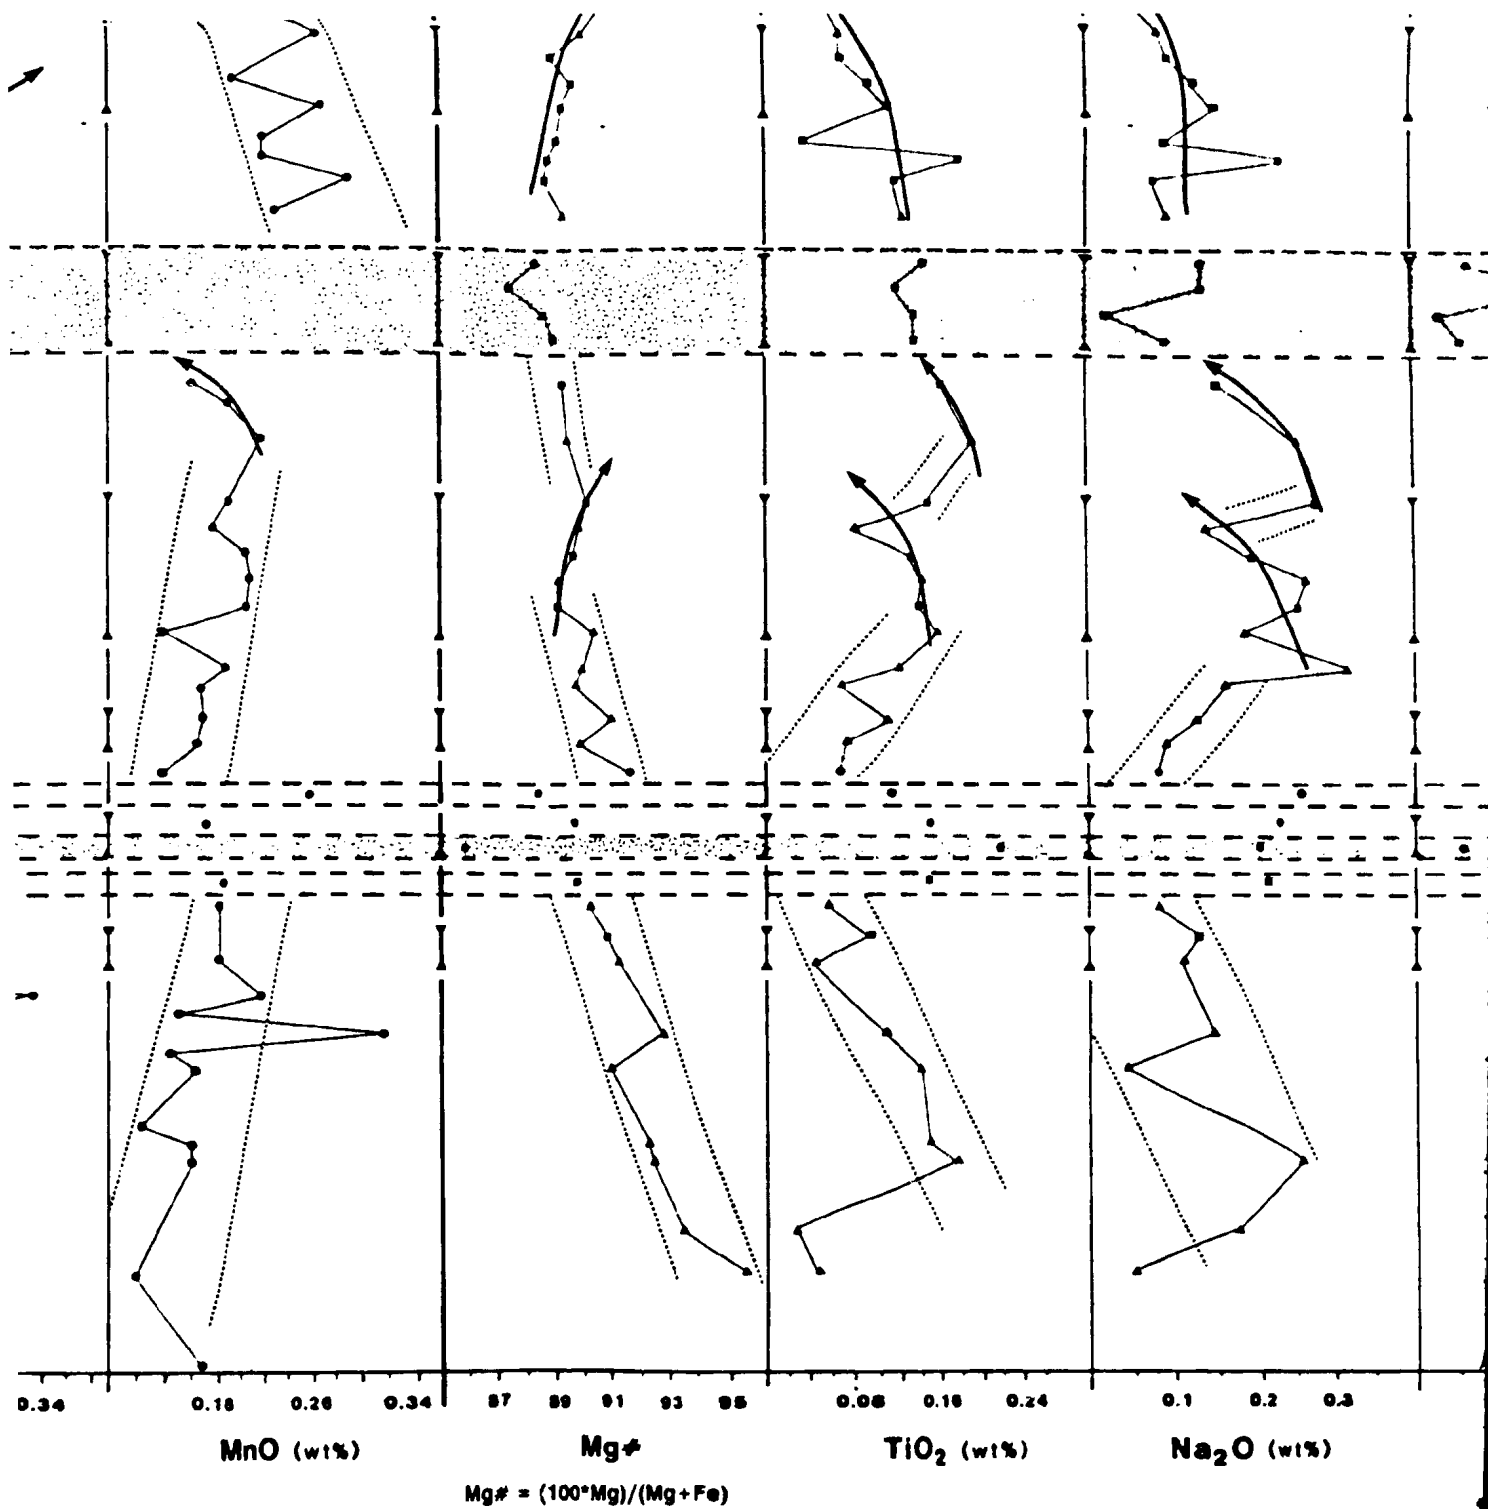 0.34 0.18 0.26 0.34 87 89 91 93 95 0.08 0.16 0.24 0.1 0.2 0.3
MnO (wt%) Mg# TiO2 (wt%) Na2O (wt%)
Mg# = (100*Mg)/(Mg+Fe)